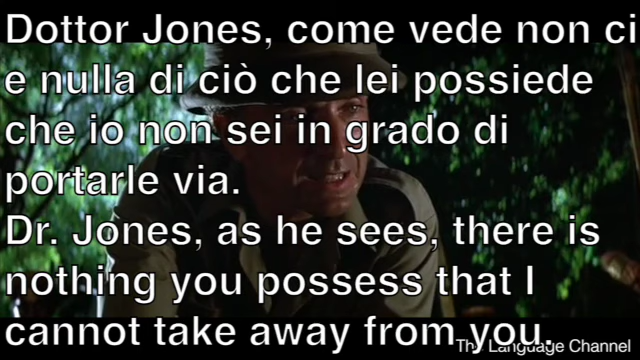 Dottor Jones, come vede non ci
e nulla di ciò che lei possiede
che io non sei in grado di
portarle via.
Dr. Jones, as he sees, there is
nothing you possess that I
cannot take away from you.
The Language Channel